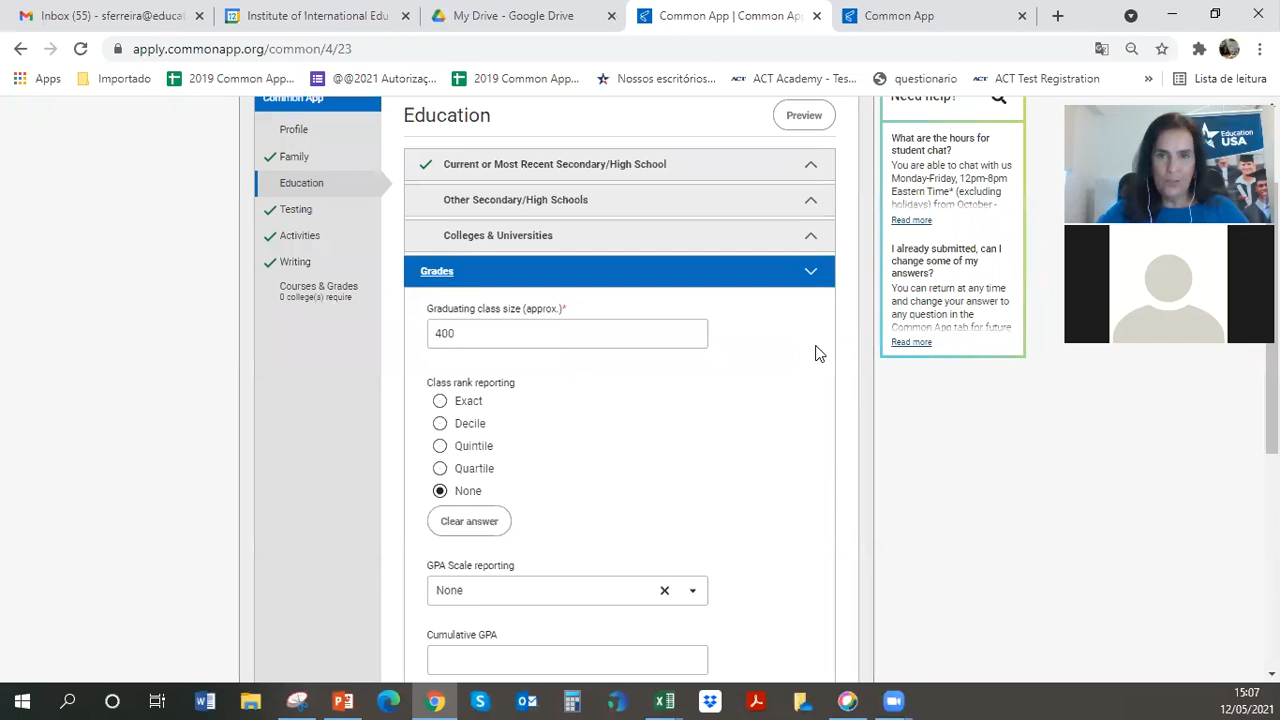 Inbox (55) - sferreira@educat
Institute of International Edu
My Drive - Google Drive
Common App | Common Ap
Common App
apply.commonapp.org/common/4/23
Apps
Importado
2019 Common App...
@@2021 Autorizaç...
2019 Common App...
Nossos escritórios...
ACT Academy - Tes...
questionario
ACT Test Registration
»
Lista de leitura
Common App
Profile
Family
Education
Testing
Activities
Writing
Courses & Grades
0 college(s) require
Education
Preview
Current or Most Recent Secondary/High School
Other Secondary/High Schools
Colleges & Universities
Grades
Graduating class size (approx.)*
400
Class rank reporting
Exact
Decile
Quintile
Quartile
None
Clear answer
GPA Scale reporting
None
Cumulative GPA
Need help?
What are the hours for
student chat?
You are able to chat with us
Monday-Friday, 12pm-8pm
Eastern Time* (excluding
holidays) from October -
Read more
I already submitted, can I
change some of my
answers?
You can return at any time
and change your answer to
any question in the
Common App tab for future
Read more
Education
USA
15:07
12/05/2021